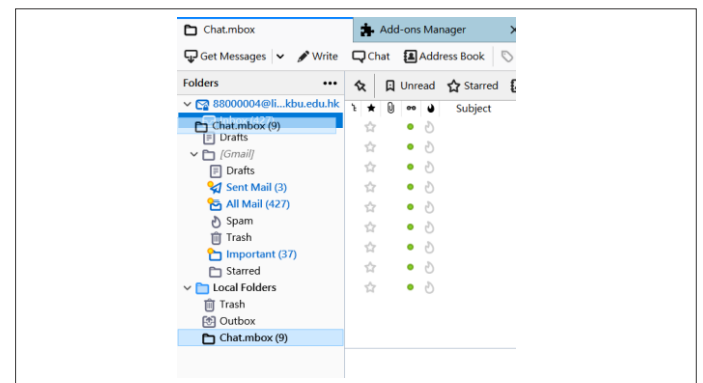 Chat.mbox
Add-ons Manager
Get Messages
Write
Chat
Address Book
Folders
Unread
Starred
88000004@li...kbu.edu.hk
Subject
Chat.mbox (9)
Drafts
[Gmail]
Drafts
Sent Mail (3)
All Mail (427)
Spam
Trash
Important (37)
Starred
Local Folders
Trash
Outbox
Chat.mbox (9)